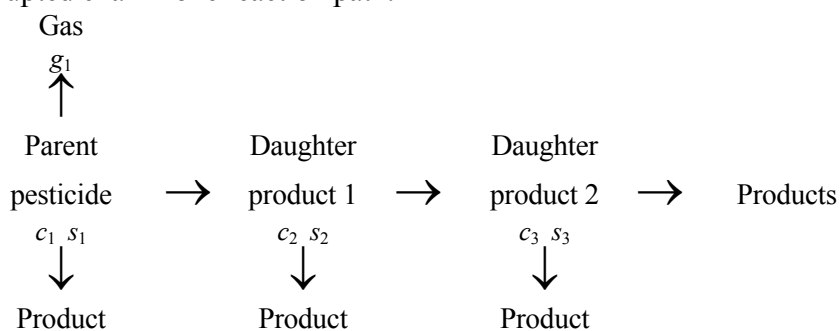 Gas
g₁
Parent Daughter Daughter
pesticide → product 1 → product 2 → Products
c₁ s₁ c₂ s₂ c₃ s₃
Product Product Product